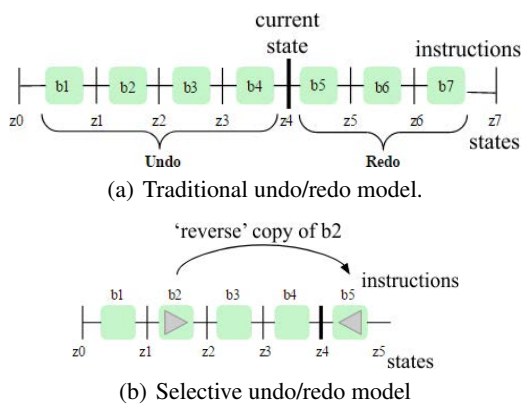 current
state
instructions
b1 b2 b3 b4 b5 b6 b7
z0 z1 z2 z3 z4 z5 z6 z7
states
Undo Redo
(a) Traditional undo/redo model.
‘reverse’ copy of b2
instructions
b1 b2 b3 b4 b5
z0 z1 z2 z3 z4 z5
states
(b) Selective undo/redo model